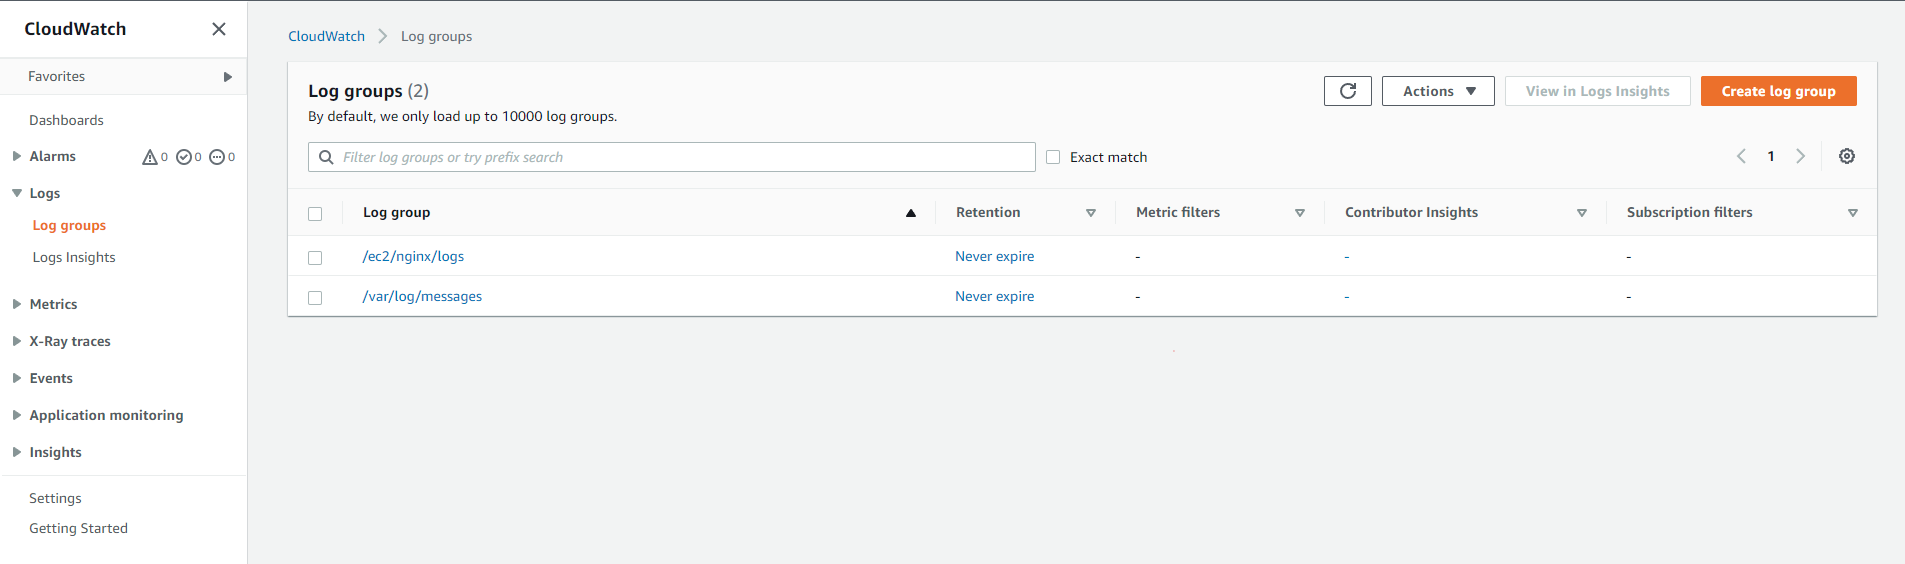 CloudWatch
Favorites
Dashboards
Alarms 0 0 0
Logs
Log groups
Logs Insights
Metrics
X-Ray traces
Events
Application monitoring
Insights
Settings
Getting Started
CloudWatch Log groups
Log groups (2)
By default, we only load up to 10000 log groups.
Actions View in Logs Insights Create log group
Filter log groups or try prefix search Exact match 1
Log group Retention Metric filters Contributor Insights Subscription filters
/ec2/nginx/logs Never expire - - -
/var/log/messages Never expire - - -